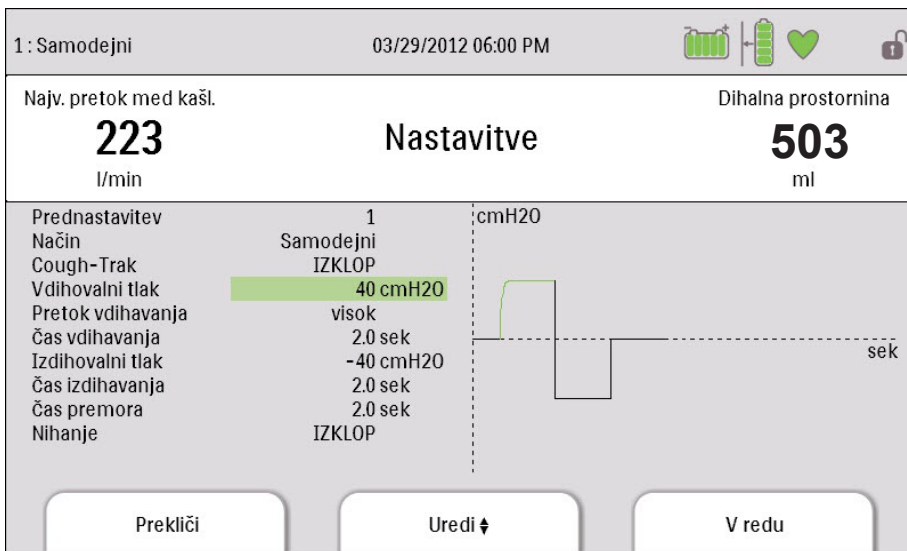 1 : Samodejni 03/29/2012 06:00 PM
Najv. pretok med kašl.
223
l/min
Nastavitve
Dihalna prostornina
503
ml
Prednastavitev 1
Način Samodejni
Cough-Trak IZKLOP
Vdihovalni tlak 40 cmH2O
Pretok vdihavanja visok
Čas vdihavanja 2.0 sek
Izdihovalni tlak -40 cmH2O
Čas izdihavanja 2.0 sek
Čas premora 2.0 sek
Nihanje IZKLOP
cmH2O
sek
Prekliči Uredi V redu